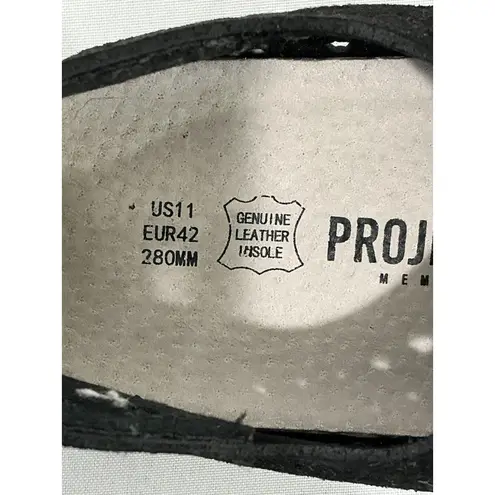 US11
EUR42
280MM
GENUINE
LEATHER
INSOLE
PROJ
MEM